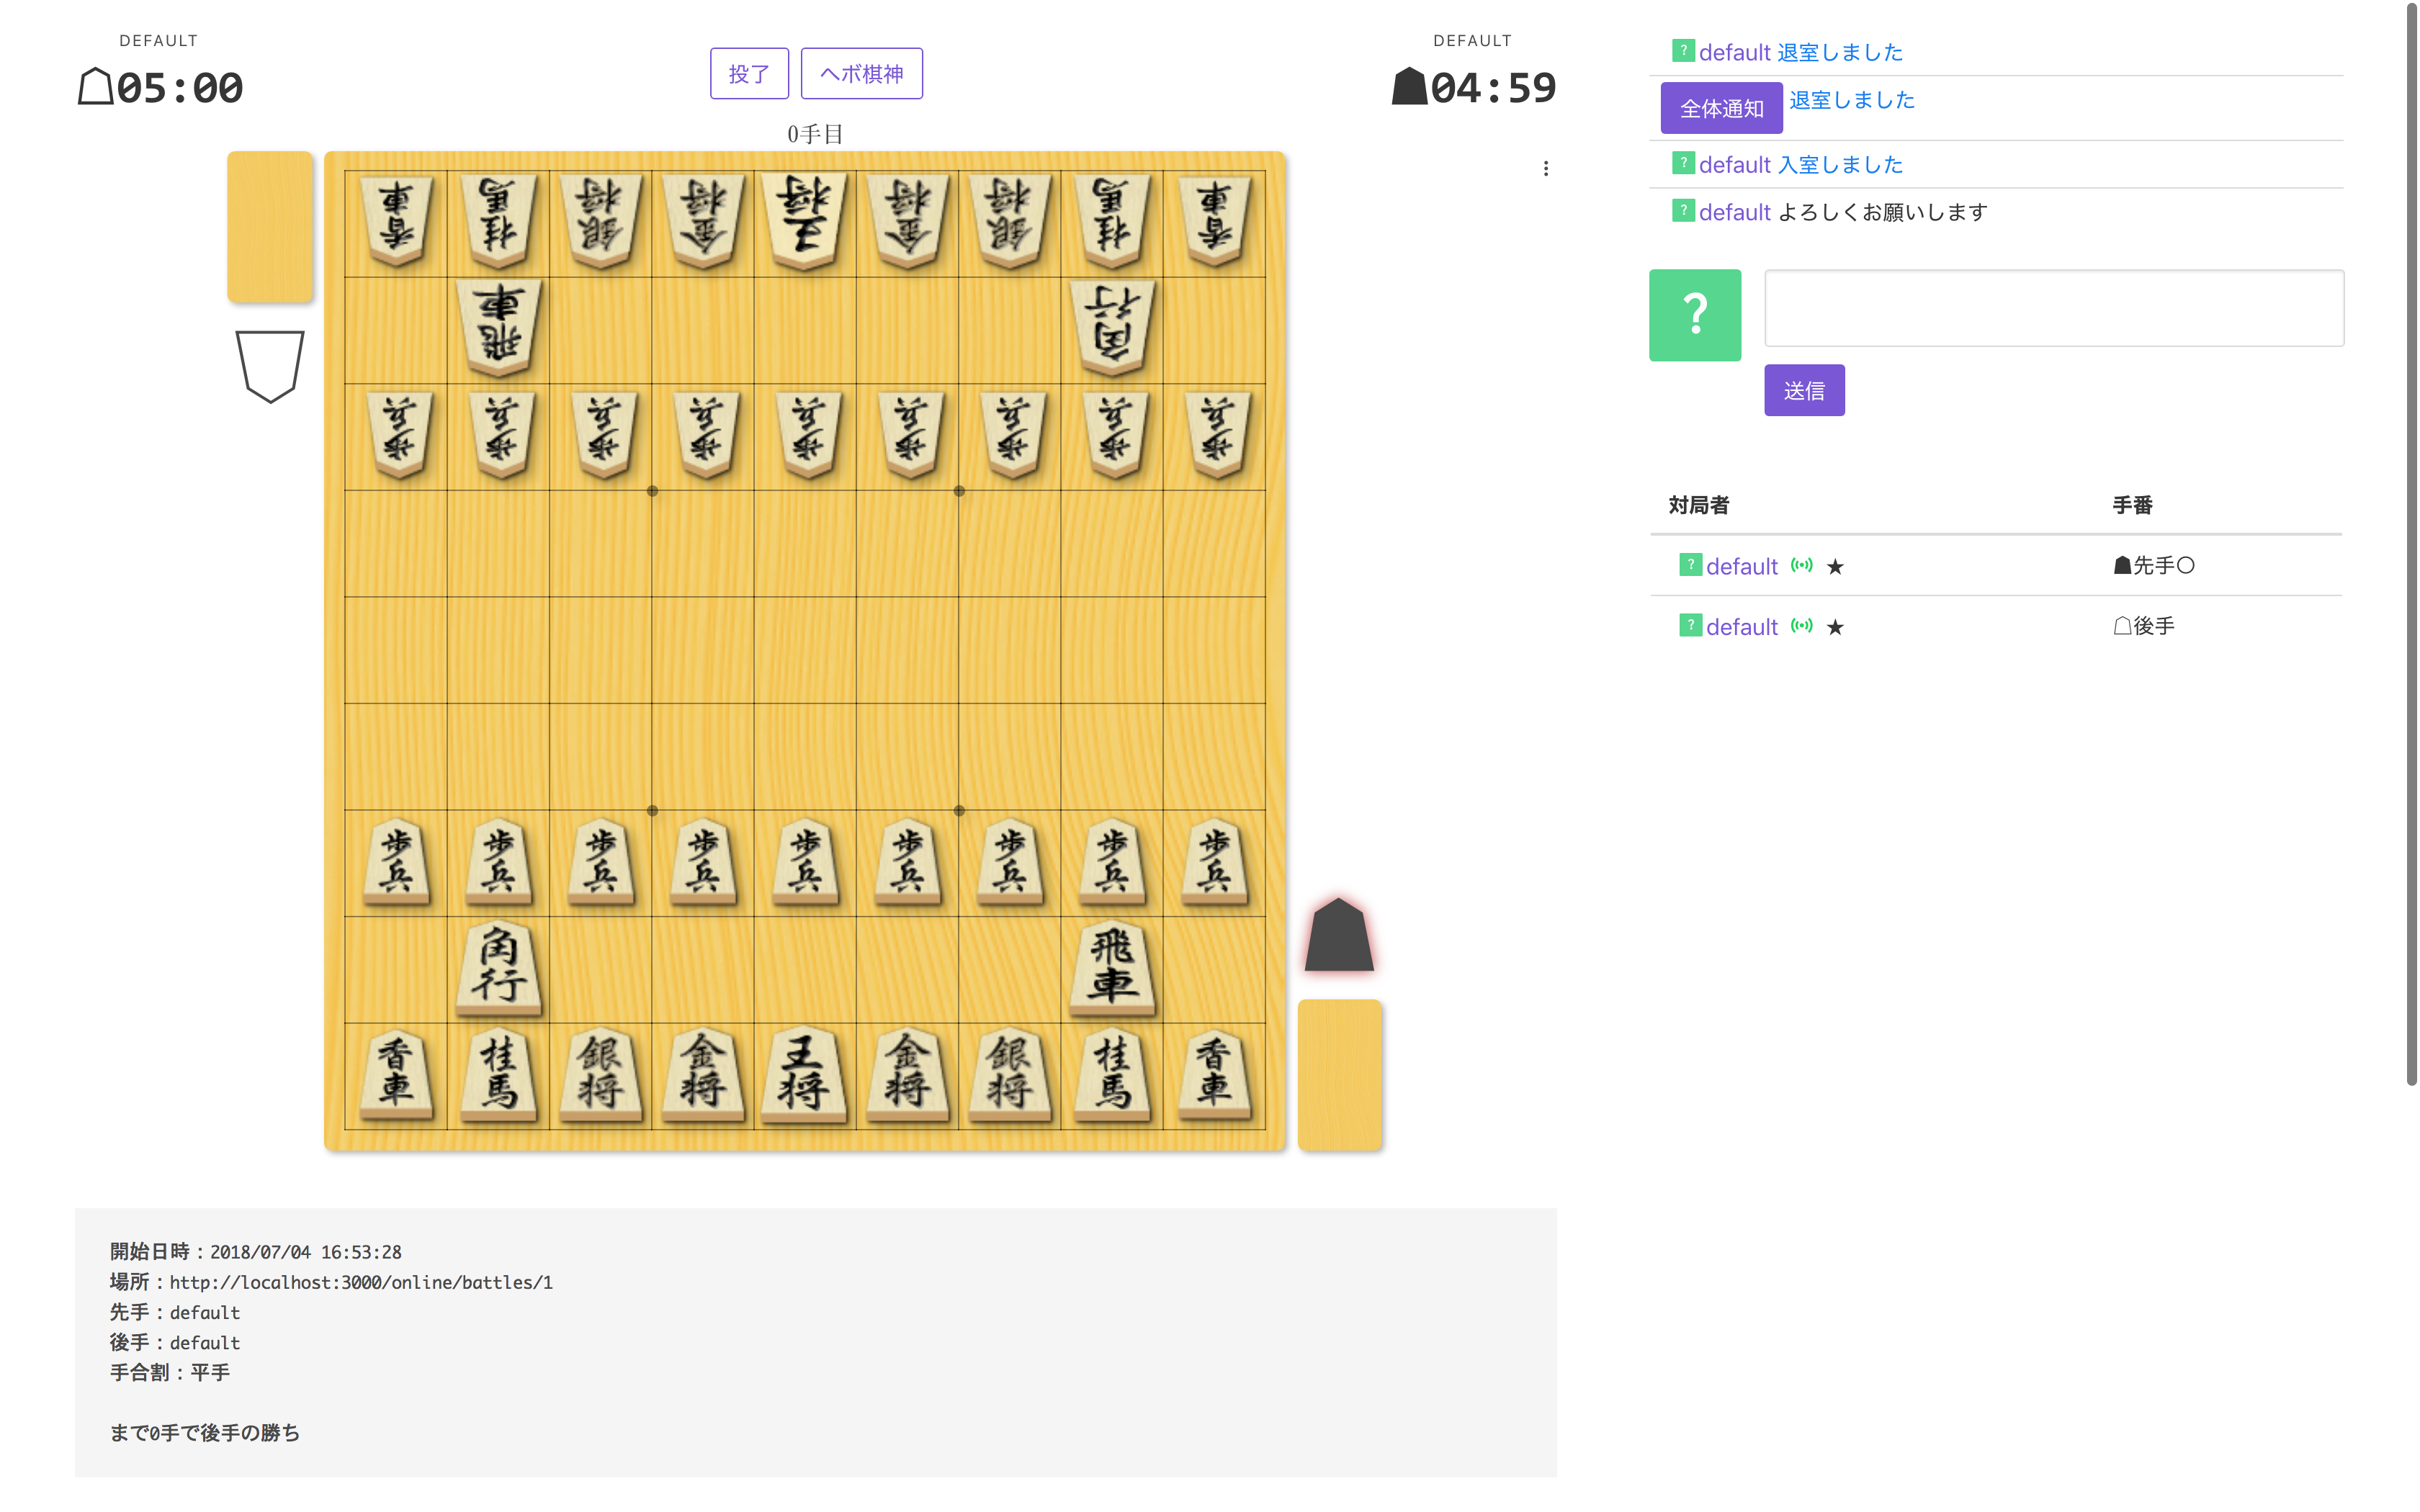 DEFAULT
05:00
投了
ヘボ棋神
0手目
DEFAULT
04:59
香車 桂馬 銀将 金将 王将 金将 銀将 桂馬 香車
飛車 角行
歩兵 歩兵 歩兵 歩兵 歩兵 歩兵 歩兵 歩兵 歩兵
歩兵 歩兵 歩兵 歩兵 歩兵 歩兵 歩兵 歩兵 歩兵
角行 飛車
香車 桂馬 銀将 金将 王将 金将 銀将 桂馬 香車
開始日時：2018/07/04 16:53:28
場所：http://localhost:3000/online/battles/1
先手：default
後手：default
手合割：平手
まで0手で後手の勝ち
? default 退室しました
全体通知 退室しました
? default 入室しました
? default よろしくお願いします
?
送信
対局者 手番
? default ★ ☗先手○
? default ★ ☖後手